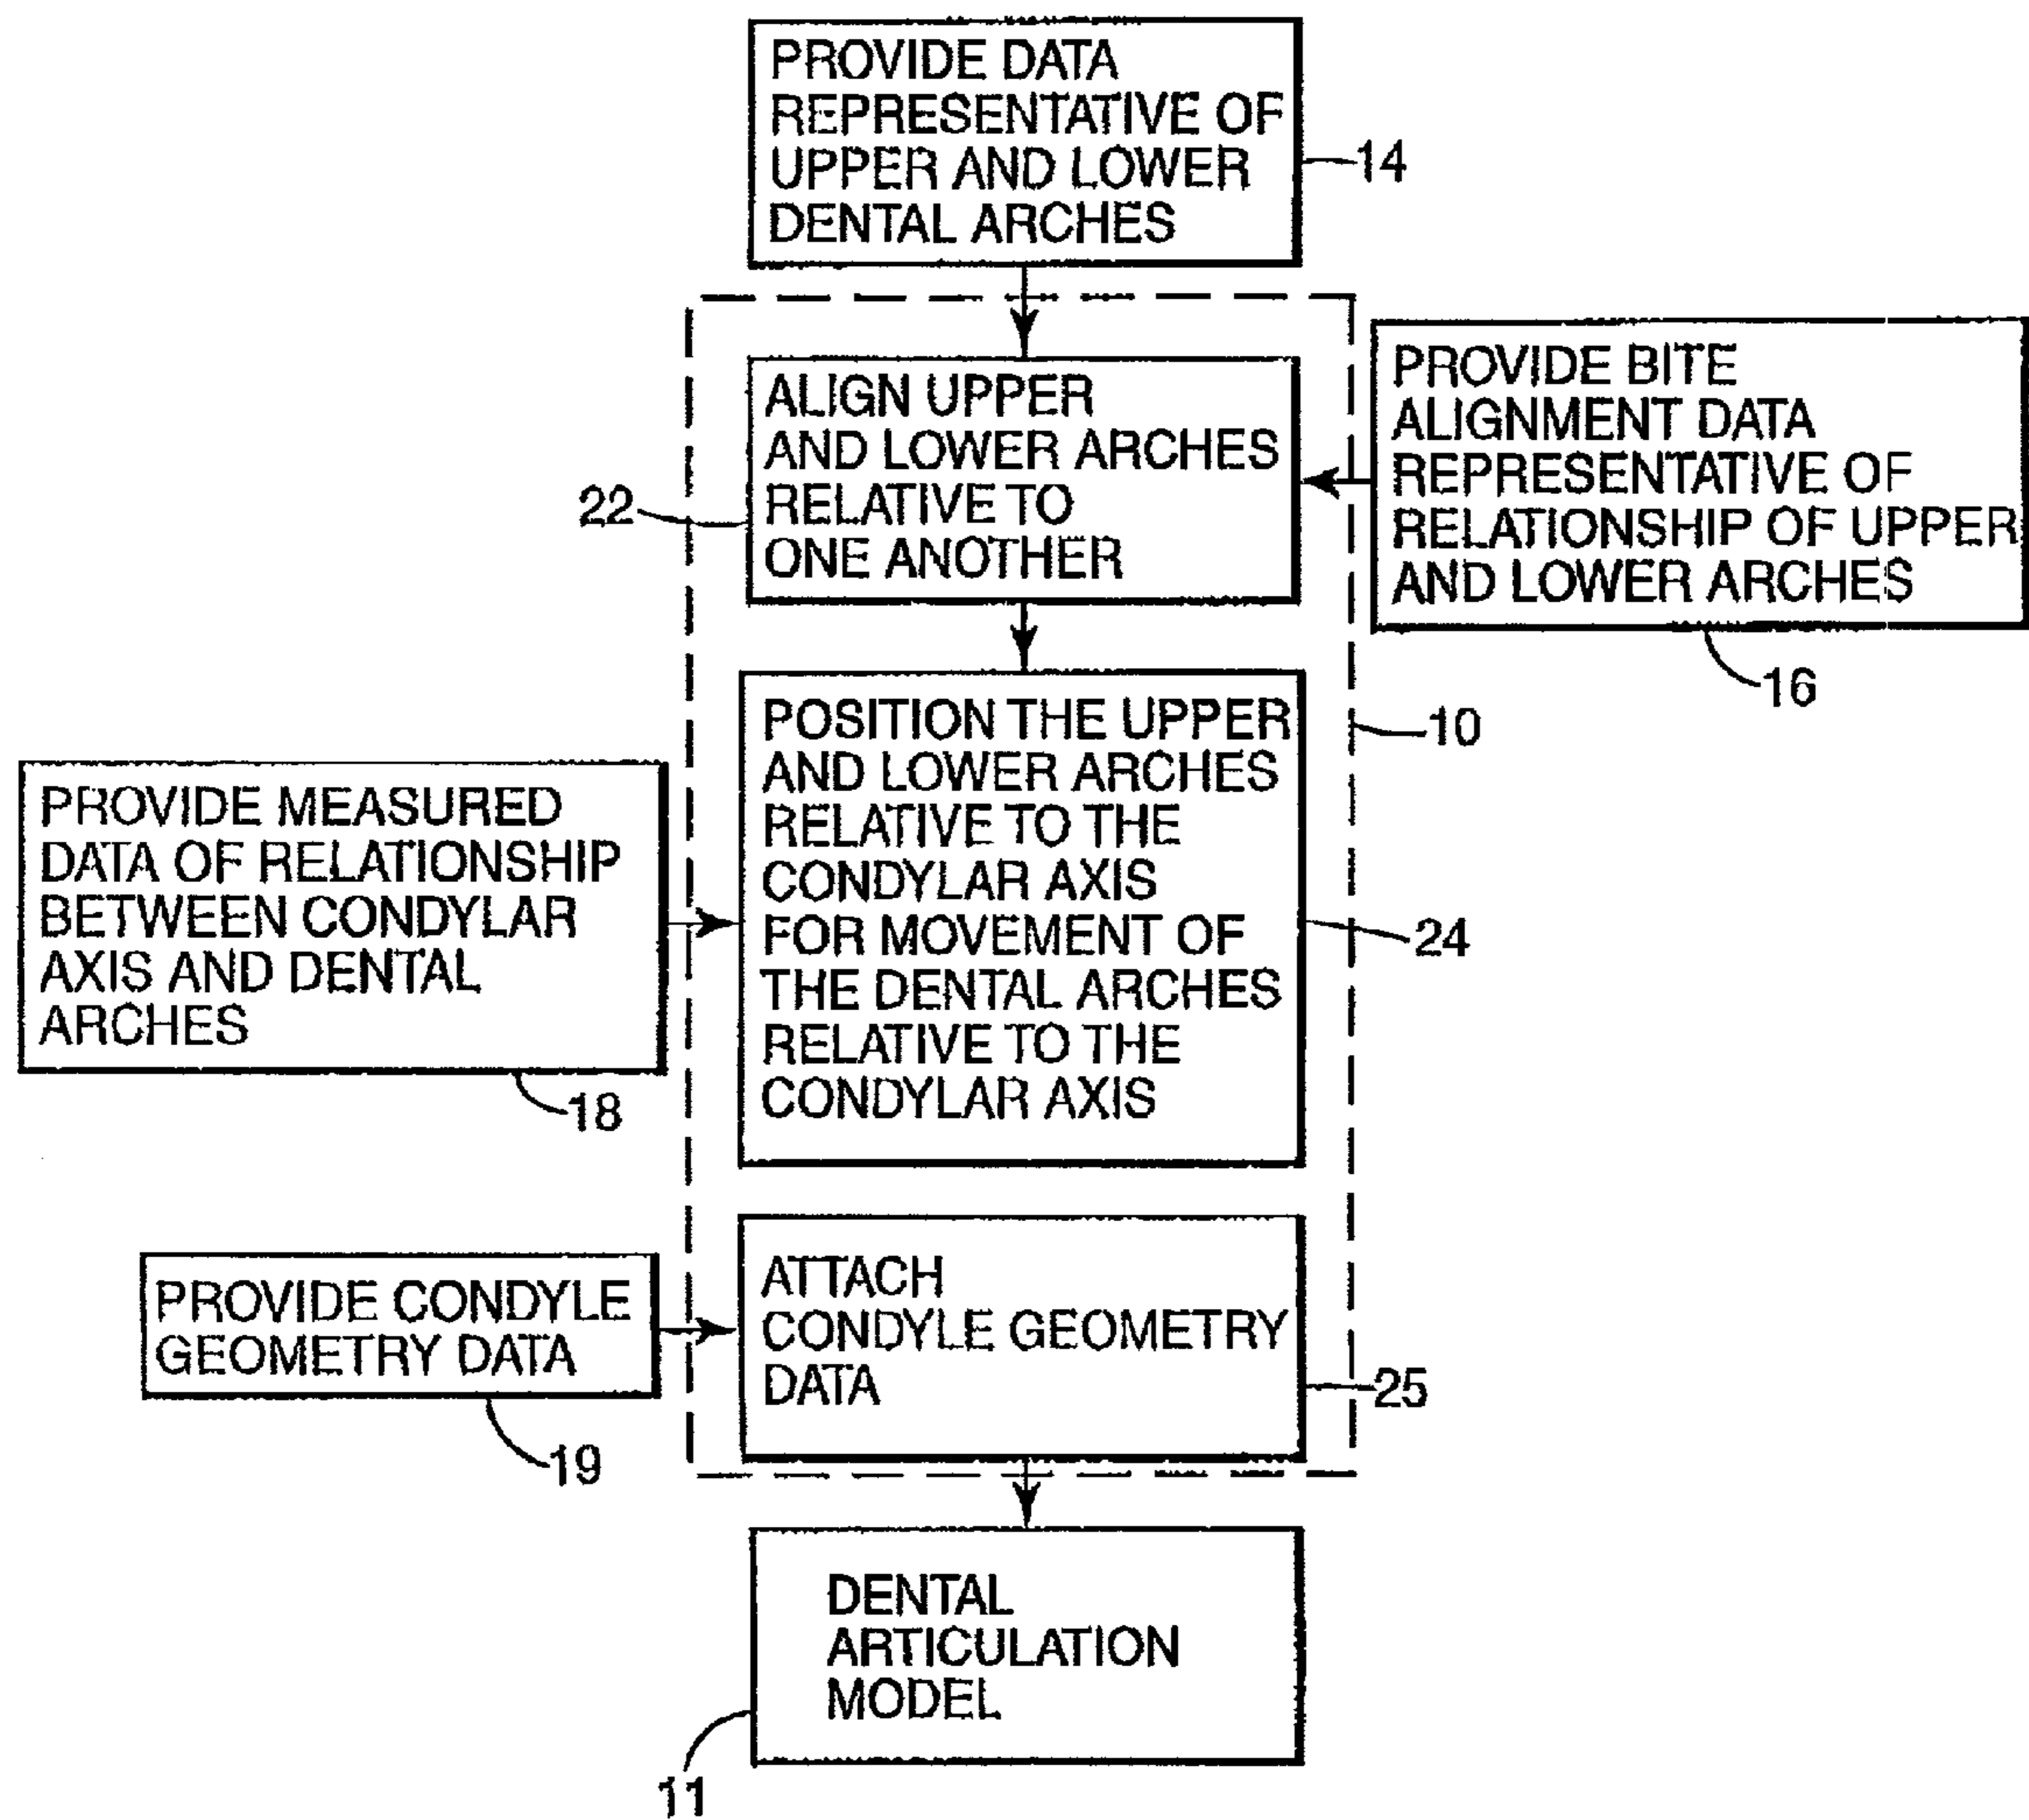 PROVIDE DATA
REPRESENTATIVE OF
UPPER AND LOWER
DENTAL ARCHES
14
ALIGN UPPER
AND LOWER ARCHES
RELATIVE TO
ONE ANOTHER
22
PROVIDE BITE
ALIGNMENT DATA
REPRESENTATIVE OF
RELATIONSHIP OF UPPER
AND LOWER ARCHES
16
10
POSITION THE UPPER
AND LOWER ARCHES
RELATIVE TO THE
CONDYLAR AXIS
FOR MOVEMENT OF
THE DENTAL ARCHES
RELATIVE TO THE
CONDYLAR AXIS
24
PROVIDE MEASURED
DATA OF RELATIONSHIP
BETWEEN CONDYLAR
AXIS AND DENTAL
ARCHES
18
PROVIDE CONDYLE
GEOMETRY DATA
19
ATTACH
CONDYLE GEOMETRY
DATA
25
DENTAL
ARTICULATION
MODEL
11